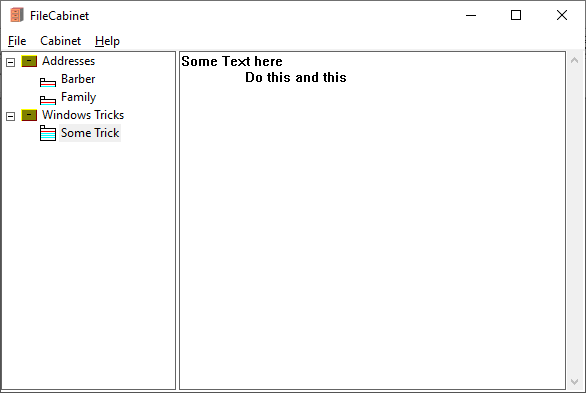 FileCabinet
File Cabinet Help
Addresses
Barber
Family
Windows Tricks
Some Trick
Some Text here
Do this and this